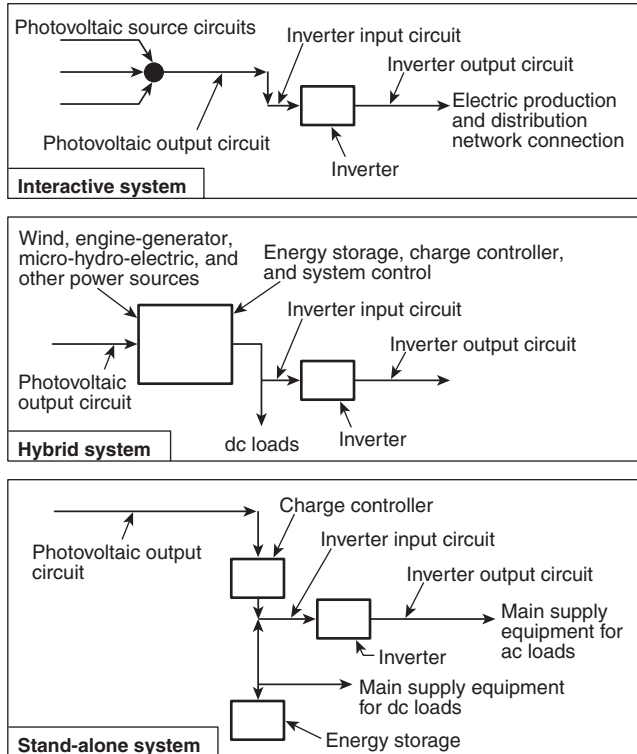 Photovoltaic source circuits
Inverter input circuit
Inverter output circuit
Electric production
and distribution
network connection
Photovoltaic output circuit
Inverter
Interactive system
Wind, engine-generator,
micro-hydro-electric, and
other power sources
Energy storage, charge controller,
and system control
Inverter input circuit
Inverter output circuit
Photovoltaic
output circuit
dc loads
Inverter
Hybrid system
Charge controller
Photovoltaic output
circuit
Inverter input circuit
Inverter output circuit
Main supply
equipment for
ac loads
Inverter
Main supply equipment
for dc loads
Energy storage
Stand-alone system